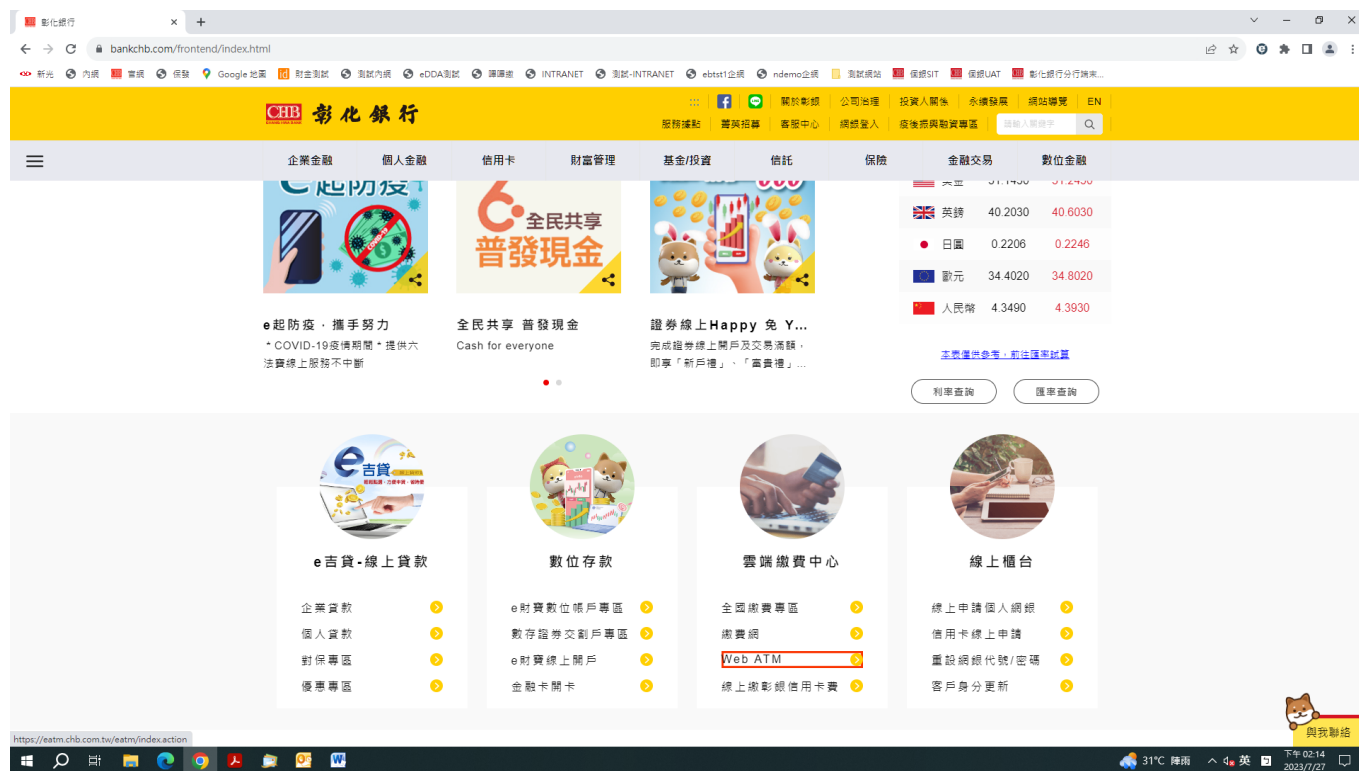 彰化銀行
bankchb.com/frontend/index.html
新光 內網 官網 保發 Google 地圖 財金測試 測試內網 eDDA測試 INTRANET 測試-INTRANET ebtst1企網 ndemo企網 測試網站 個銀SIT 個銀UAT 彰化銀行分行端末...
CHB 彰化銀行
關於彰銀 公司治理 投資人關係 永續發展 網站導覽 EN
服務據點 菁英招募 客服中心 網銀登入 疫後振興融資專區 請輸入關鍵字
企業金融 個人金融 信用卡 財富管理 基金/投資 信託 保險 金融交易 數位金融
e起防疫
全民共享
普發現金
美金 31.1430 31.2430
英鎊 40.2030 40.6030
日圓 0.2206 0.2246
歐元 34.4020 34.8020
人民幣 4.3490 4.3930
本表僅供參考,前往匯率試算
利率查詢 匯率查詢
e起防疫.攜手努力
*COVID-19疫情期間*提供六
法寶線上服務不中斷
全民共享 普發現金
Cash for everyone
證券線上Happy 兔 Y...
完成證券線上開戶及交易滿額,
即享「新戶禮」、「富貴禮」...
e吉貸
e吉貸-線上貸款
企業貸款
個人貸款
對保專區
優惠專區
數位存款
e財寶數位帳戶專區
數存證券交割戶專區
e財寶線上開戶
金融卡開卡
雲端繳費中心
全國繳費專區
繳費網
Web ATM
線上繳彰銀信用卡費
線上櫃台
線上申請個人網銀
信用卡線上申請
重設網銀代號/密碼
客戶身分更新
與我聯絡
https://eatm.chb.com.tw/eatm/index.action
31°C 陣雨 英 下午 02:14
2023/7/27